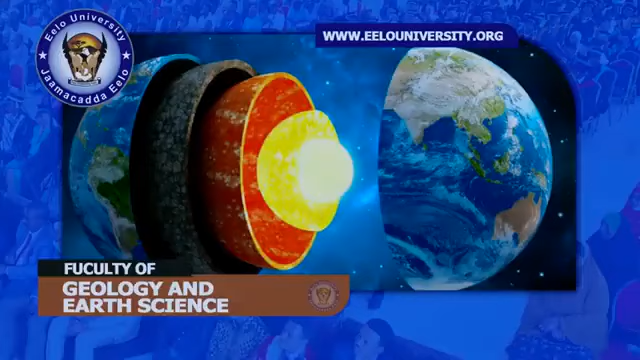 Eelo University
Jaamacadda Eelo
WWW.EELOUNIVERSITY.ORG
FUCULTY OF
GEOLOGY AND
EARTH SCIENCE